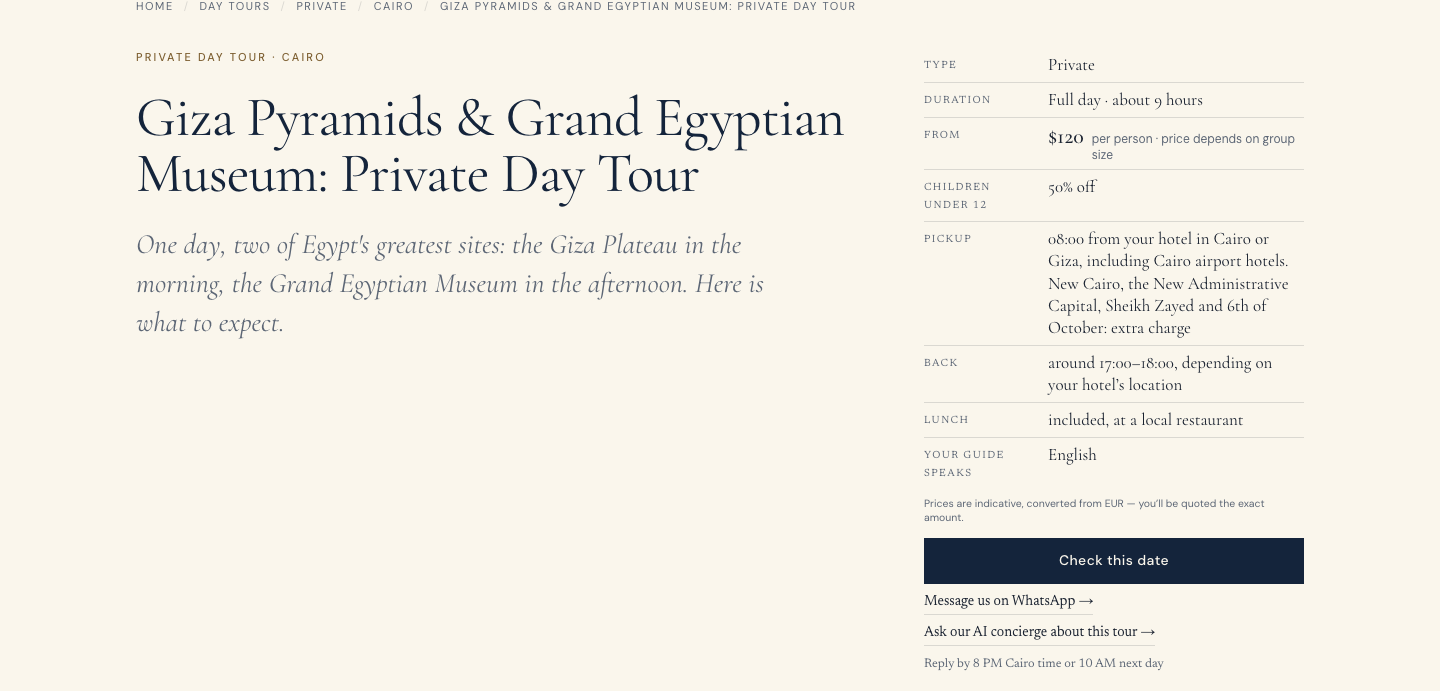 HOME / DAY TOURS / PRIVATE / CAIRO / GIZA PYRAMIDS & GRAND EGYPTIAN MUSEUM: PRIVATE DAY TOUR
PRIVATE DAY TOUR · CAIRO
Giza Pyramids & Grand Egyptian
Museum: Private Day Tour
One day, two of Egypt's greatest sites: the Giza Plateau in the
morning, the Grand Egyptian Museum in the afternoon. Here is
what to expect.
TYPE Private
DURATION Full day · about 9 hours
FROM $120 per person · price depends on group
size
CHILDREN 50% off
UNDER 12
PICKUP 08:00 from your hotel in Cairo or
Giza, including Cairo airport hotels.
New Cairo, the New Administrative
Capital, Sheikh Zayed and 6th of
October: extra charge
BACK around 17:00–18:00, depending on
your hotel’s location
LUNCH included, at a local restaurant
YOUR GUIDE English
SPEAKS
Prices are indicative, converted from EUR — you’ll be quoted the exact
amount.
Check this date
Message us on WhatsApp →
Ask our AI concierge about this tour →
Reply by 8 PM Cairo time or 10 AM next day